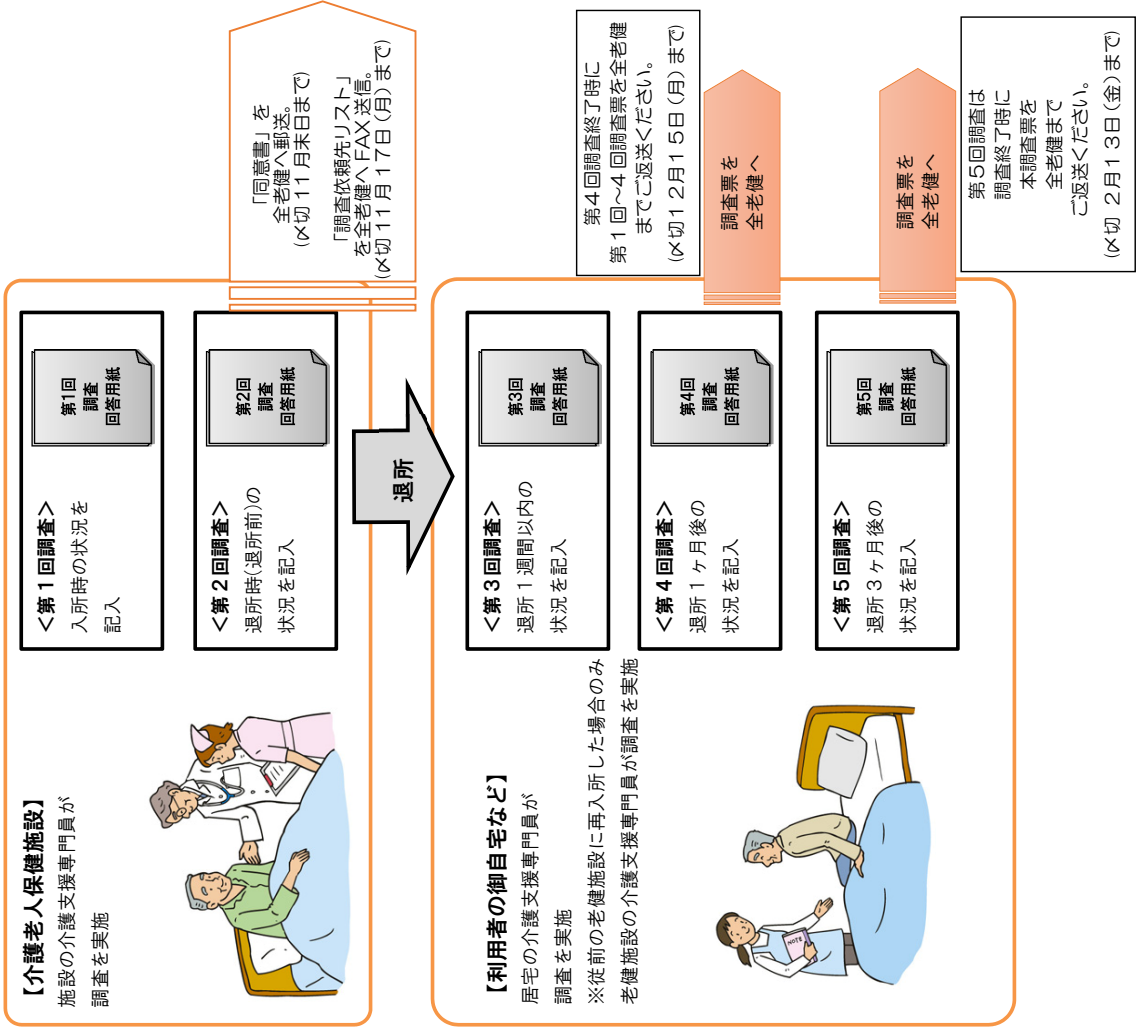 【介護老人保健施設】
施設の介護支援専門員が
調査を実施
<第1回調査>
入所時の状況を
記入
第1回
調査
回答用紙
<第2回調査>
退所時(退所前)の
状況を記入
第2回
調査
回答用紙
「同意書」を
全老健へ郵送。
(〆切11月末日まで)
「調査依頼先リスト」
を全老健へFAX送信。
(〆切11月17日(月)まで)
退所
【利用者の御自宅など】
居宅の介護支援専門員が
調査を実施
※従前の老健施設に再入所した場合のみ
老健施設の介護支援専門員が調査を実施
NOTE
<第3回調査>
退所1週間以内の
状況を記入
第3回
調査
回答用紙
<第4回調査>
退所1ヶ月後の
状況を記入
第4回
調査
回答用紙
<第5回調査>
退所3ヶ月後の
状況を記入
第5回
調査
回答用紙
第4回調査終了時に
第1回~4回調査票を全老健
までご返送ください。
(〆切12月15日(月)まで)
調査票を
全老健へ
調査票を
全老健へ
第5回調査は
調査終了時に
本調査票を
全老健まで
ご返送ください。
(〆切 2月13日(金)まで)